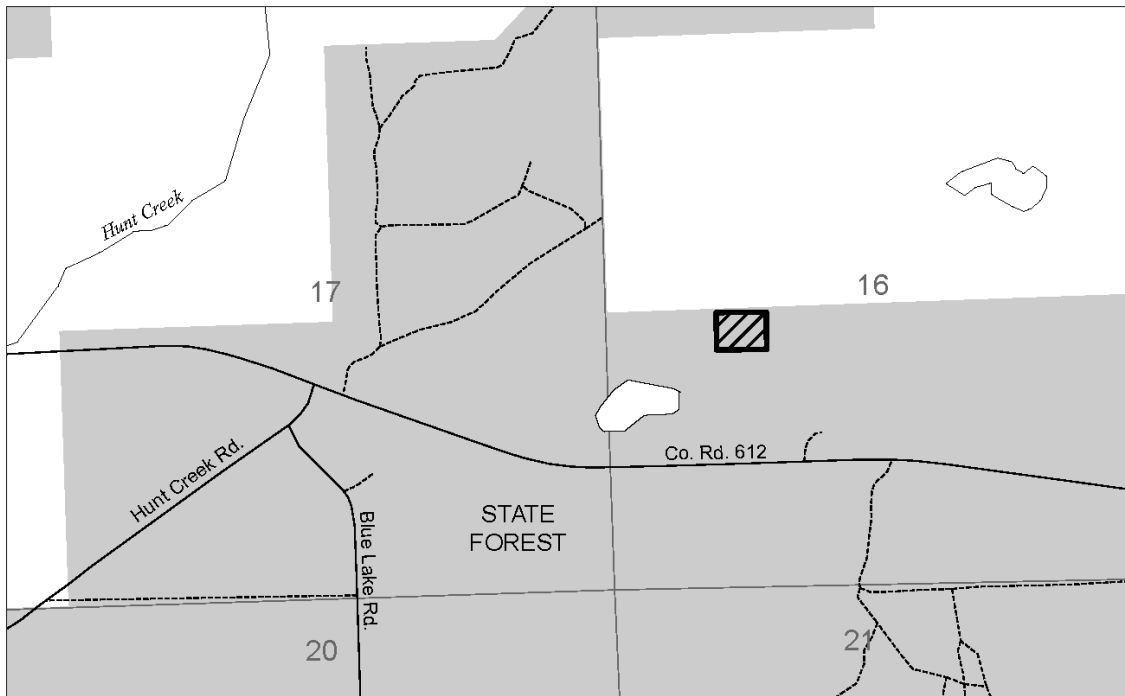 Hunt Creek
17
16
Co. Rd. 612
Hunt Creek Rd.
STATE
FOREST
Blue Lake Rd.
20
21